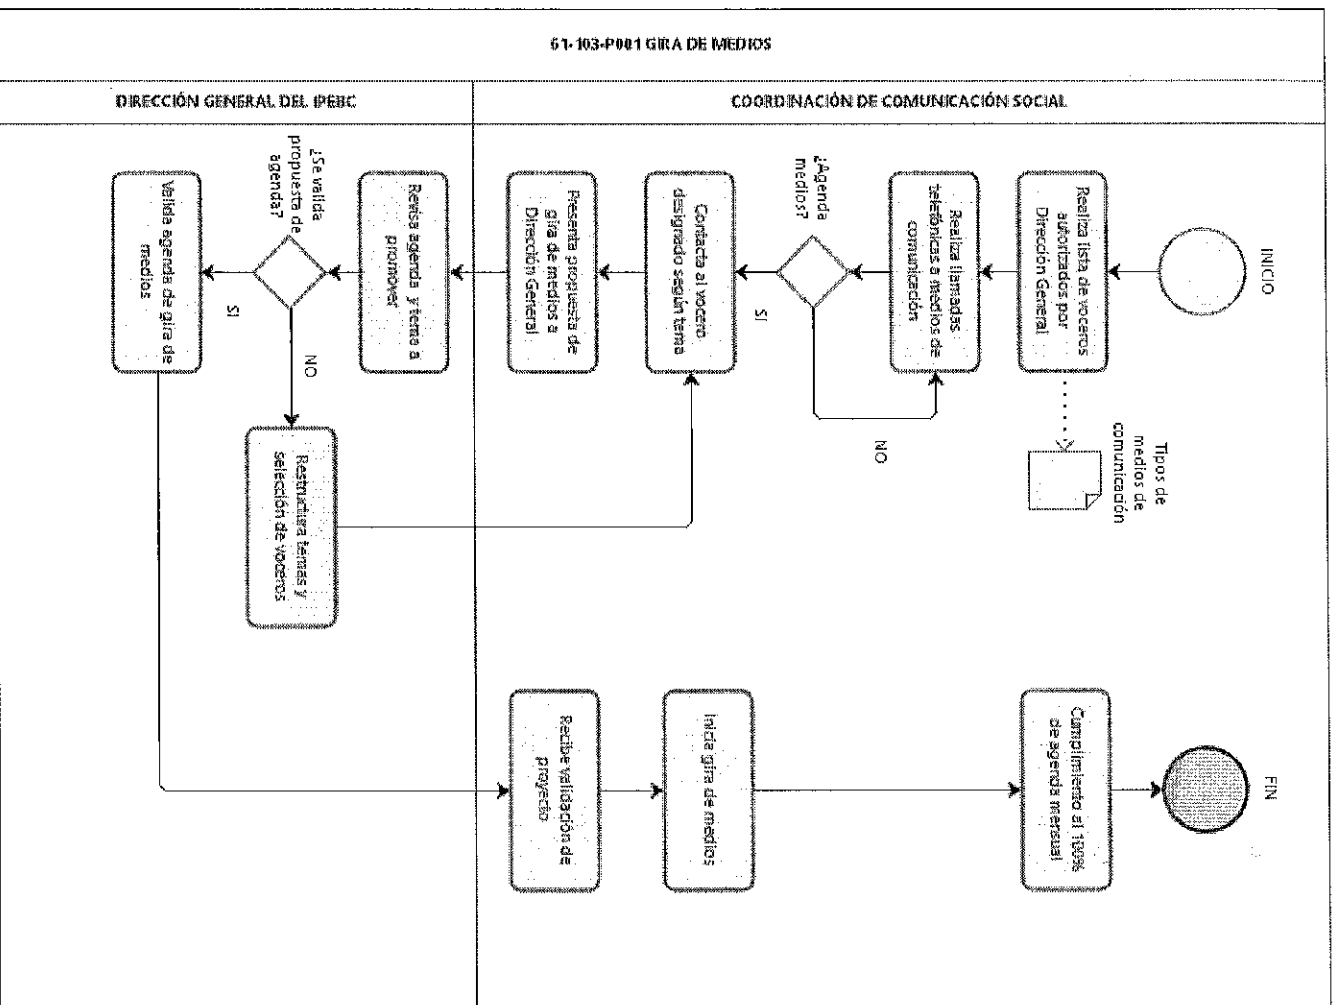 61-103-P001 GIRA DE MEDIOS
DIRECCIÓN GENERAL DEL IPEBC
COORDINACIÓN DE COMUNICACIÓN SOCIAL
INICIO
Realiza lista de voceros
autorizados por
Dirección General
Tipos de
medios de
comunicación
Realiza llamadas
telefónicas a medios de
comunicación
¿Agenda
medios?
NO
SI
Contacta al vocero
designado según tema
Presenta propuesta de
gira de medios a
Dirección General
Revisa agenda y tema a
promover
¿Se valida
propuesta de
agenda?
NO
SI
Restructura temas y
selección de voceros
Valida agenda de gira de
medios
Recibe validación de
proyecto
Inicia gira de medios
Cumplimiento al 100%
de agenda mensual
FIN